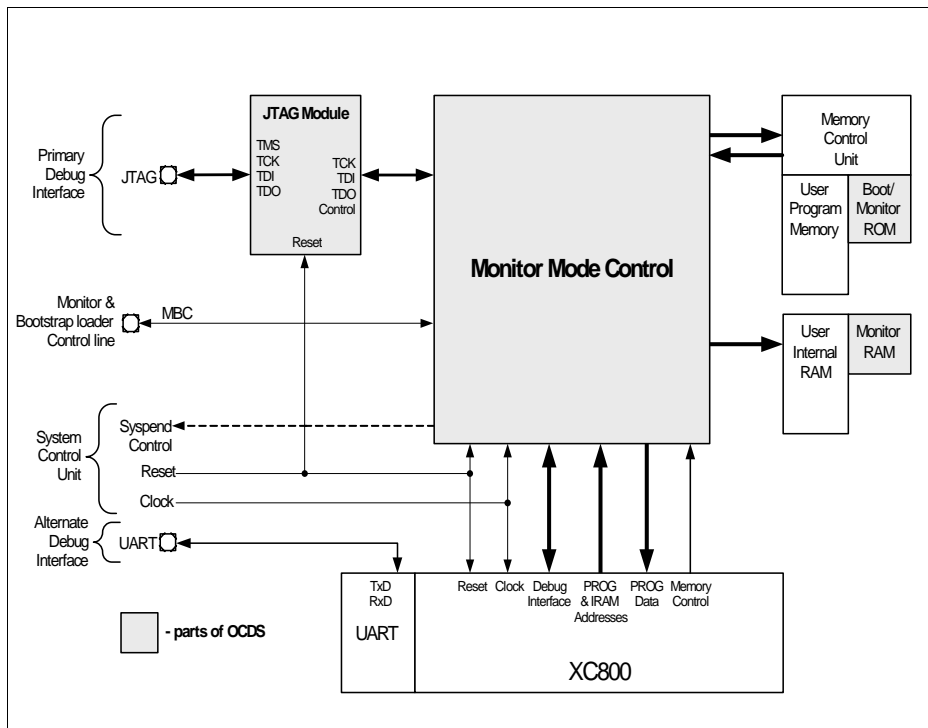 JTAG Module
TMS
TCK
TDI
TDO
TCK
TDI
TDO
Control
Reset
Primary
Debug
Interface
JTAG
Monitor Mode Control
Memory
Control
Unit
User
Program
Memory
Boot/
Monitor
ROM
Monitor &
Bootstrap loader
Control line
MBC
User
Internal
RAM
Monitor
RAM
System
Control
Unit
Syspend
Control
Reset
Clock
Alternate
Debug
Interface
UART
TxD
RxD
UART
Reset
Clock
Debug
Interface
PROG
& IRAM
Addresses
PROG
Data
Memory
Control
XC800
- parts of OCDS